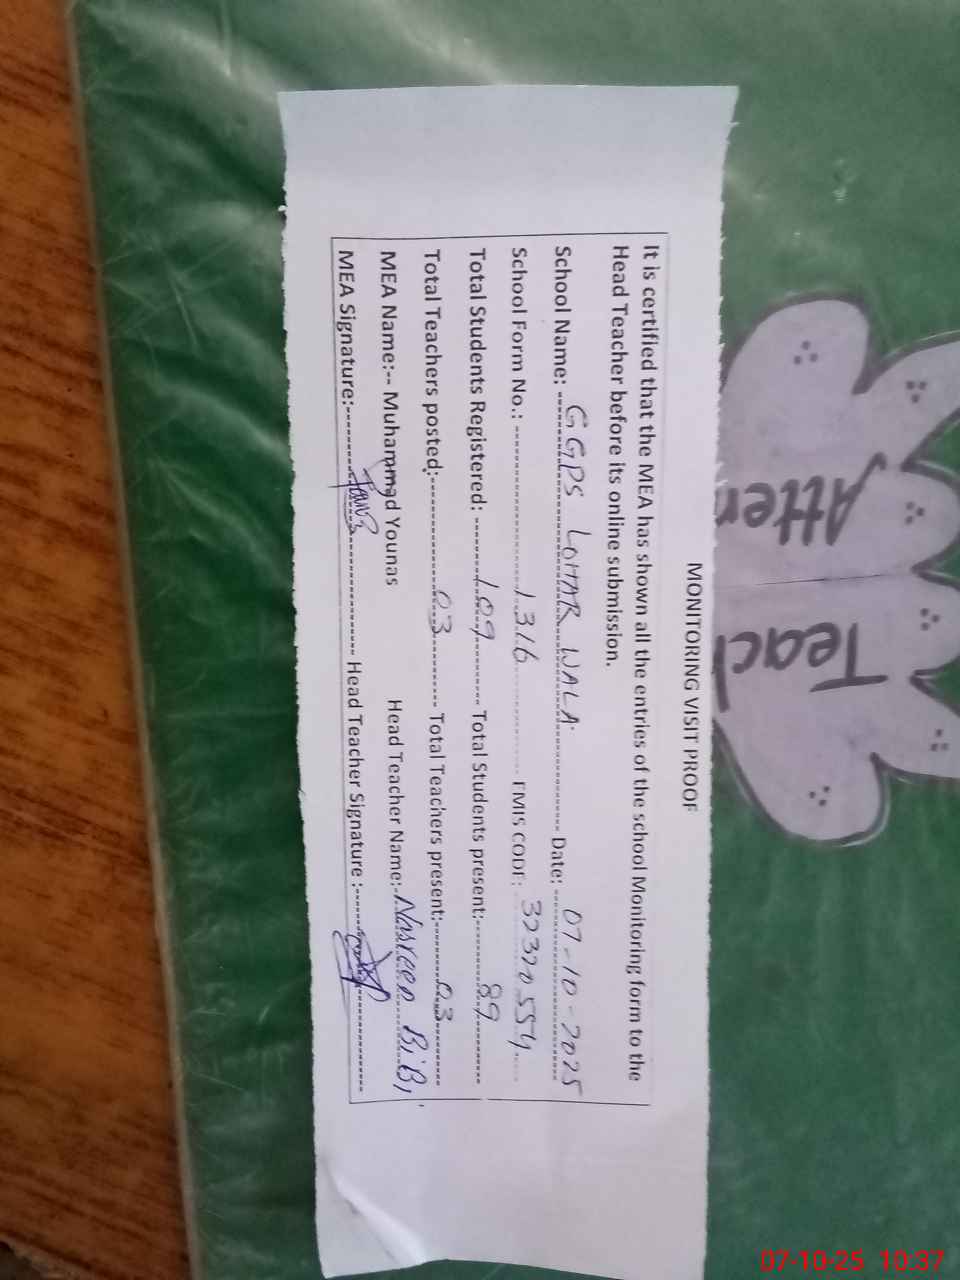 MONITORING VISIT PROOF
It is certified that the MEA has shown all the entries of the school Monitoring form to the
Head Teacher before its online submission.
School Name: GGPS LOHAR WALA Date: 07-10-2025
School Form No.: 1316 EMIS CODE: 32320554
Total Students Registered: 109 Total Students present: 89
Total Teachers posted: 03 Total Teachers present: 03
MEA Name:-- Muhammad Younas Head Teacher Name:- Nasreen BiBi
MEA Signature: Head Teacher Signature :
Teach
Atten
07-10-25 10:37